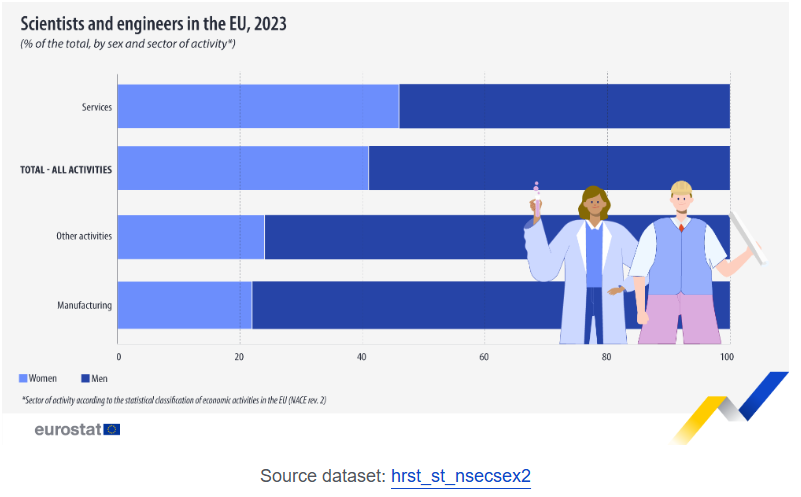 Scientists and engineers in the EU, 2023
(% of the total, by sex and sector of activity*)
Services
TOTAL - ALL ACTIVITIES
Other activities
Manufacturing
0 20 40 60 80 100
Women Men
*Sector of activity according to the statistical classification of economic activities in the EU (NACE rev. 2)
eurostat
Source dataset: hrst_st_nsecsex2